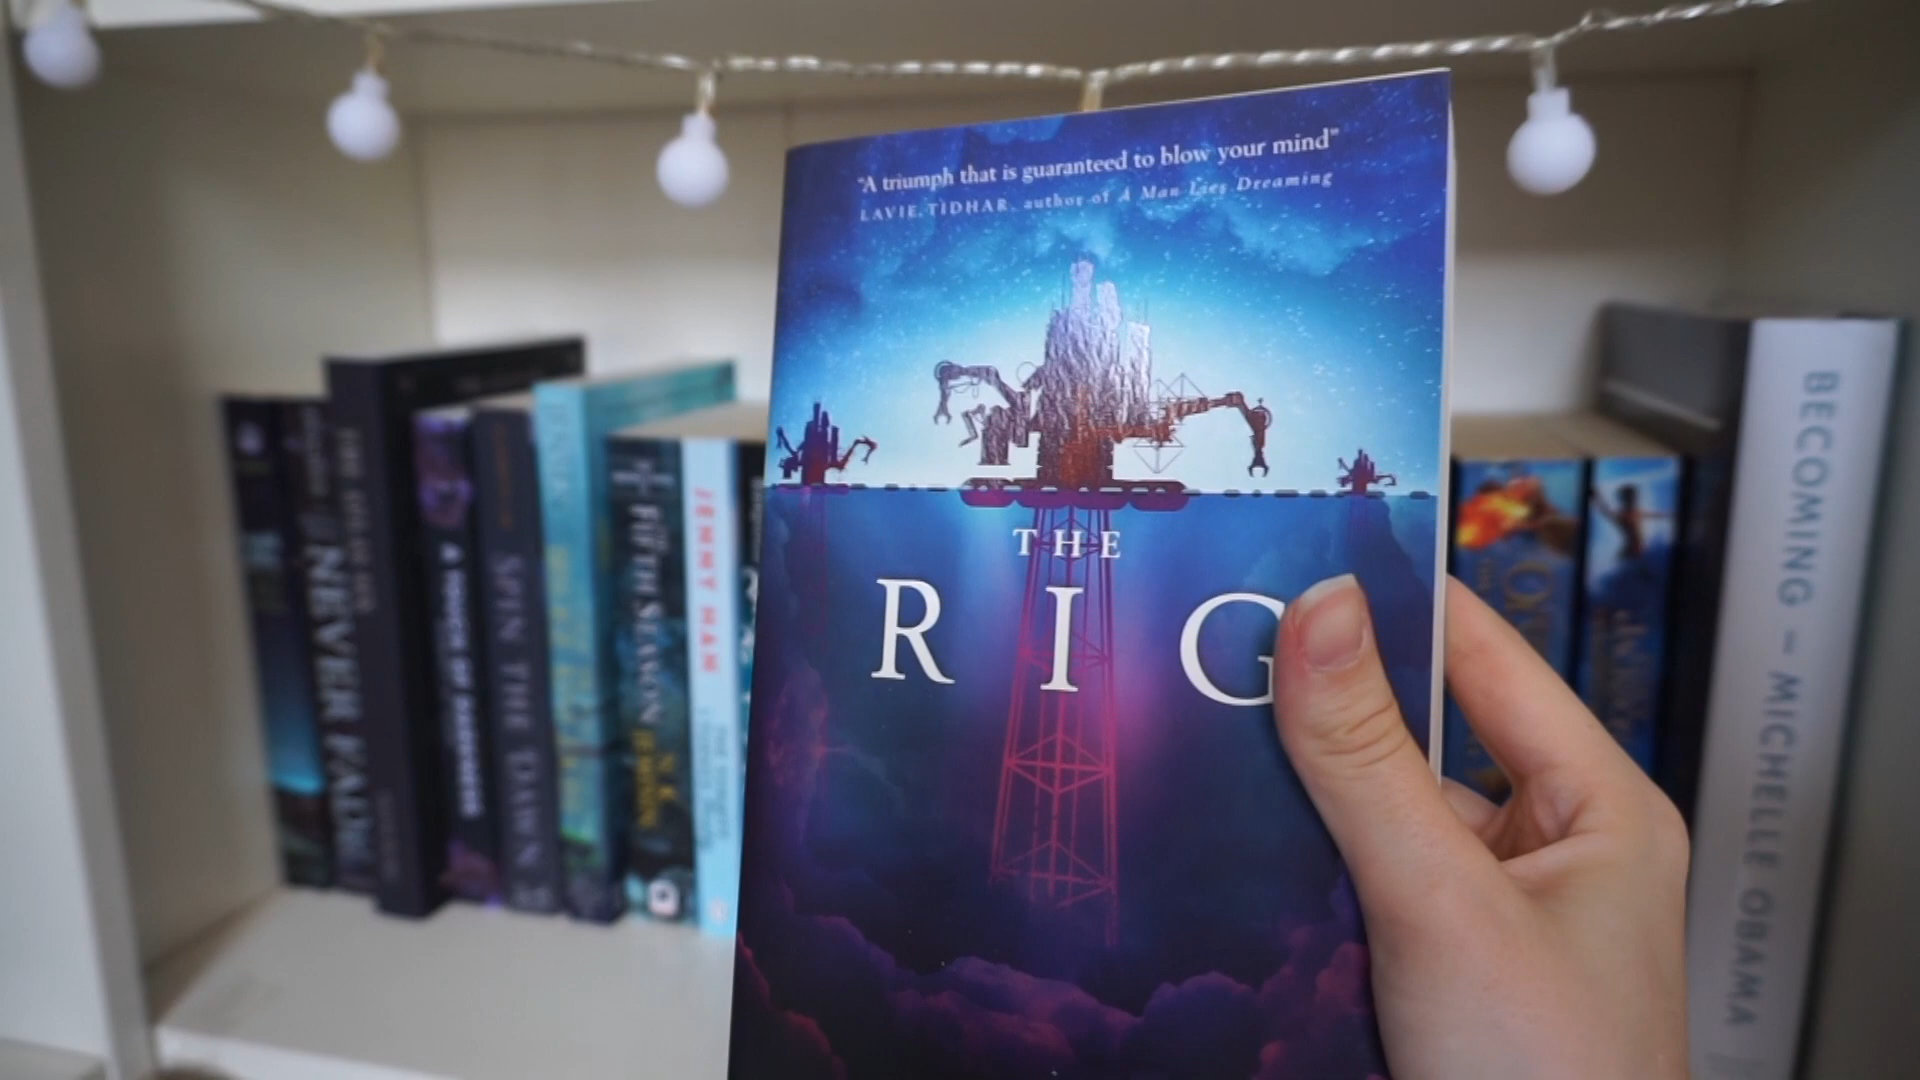 “A triumph that is guaranteed to blow your mind”
LAVIE TIDHAR, author of A Man Lies Dreaming
THE
RIG
NEVER FADE
A TOUCH OF DARKNESS
SPIN THE DAWN
THE FIFTH SEASON
N. K. JEMISIN
JENNY HAN
BECOMING – MICHELLE OBAMA